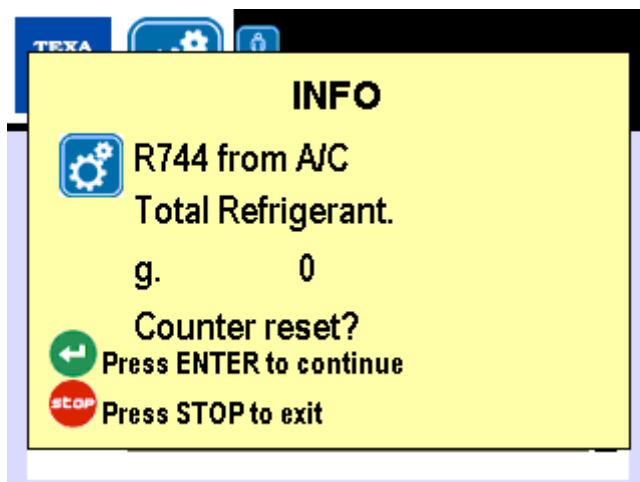 TEXA
INFO
R744 from A/C
Total Refrigerant.
g. 0
Counter reset?
Press ENTER to continue
stop Press STOP to exit